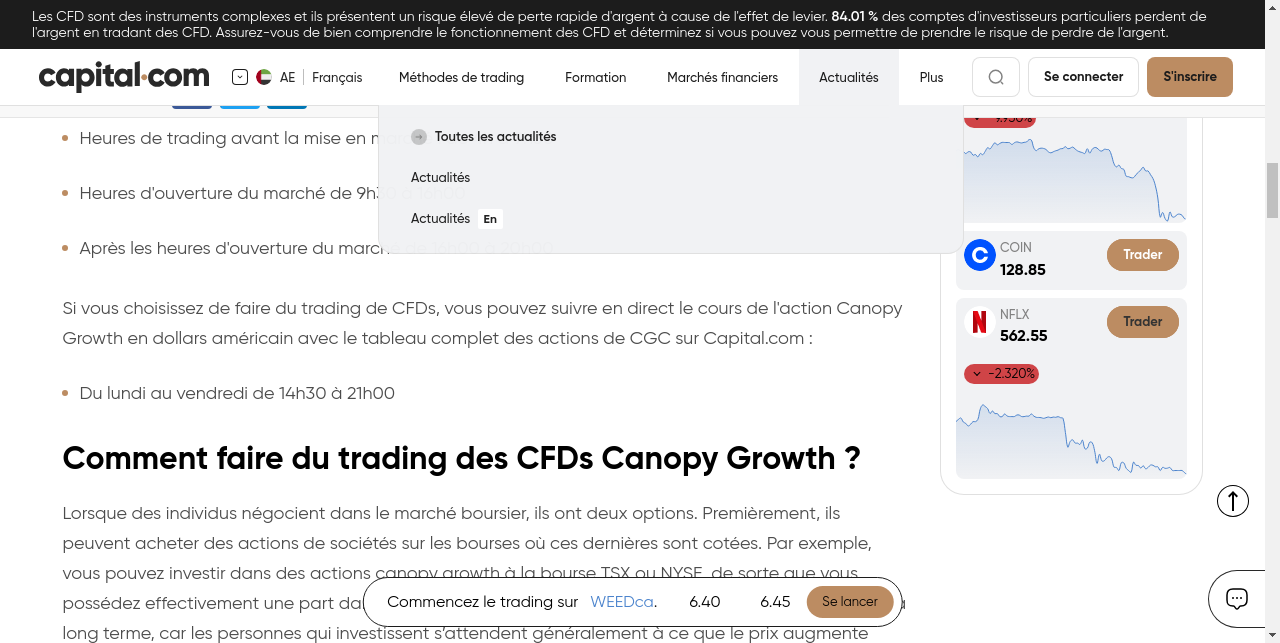 Les CFD sont des instruments complexes et ils présentent un risque élevé de perte rapide d'argent à cause de l'effet de levier. 84.01 % des comptes d'investisseurs particuliers perdent de
l'argent en tradant des CFD. Assurez-vous de bien comprendre le fonctionnement des CFD et déterminez si vous pouvez vous permettre de prendre le risque de perdre de l'argent.
capital.com AE Français Méthodes de trading Formation Marchés financiers Actualités Plus Se connecter S'inscrire
Toutes les actualités
Actualités
Actualités En
Heures de trading avant la mise en
Heures d'ouverture du marché de
Après les heures d'ouverture du marché
Si vous choisissez de faire du trading de CFDs, vous pouvez suivre en direct le cours de l'action Canopy
Growth en dollars américain avec le tableau complet des actions de CGC sur Capital.com :
Du lundi au vendredi de 14h30 à 21h00
Comment faire du trading des CFDs Canopy Growth ?
Lorsque des individus négocient dans le marché boursier, ils ont deux options. Premièrement, ils
peuvent acheter des actions de sociétés sur les bourses où ces dernières sont cotées. Par exemple,
vous pouvez investir dans des actions canopy growth à la bourse TSX ou NYSE, de sorte que vous
possédez effectivement une part
long terme, car les personnes qui investissent s'attendent généralement à ce que le prix augmente
COIN
128.85
Trader
NFLX
562.55
Trader
-2.320%
Commencez le trading sur WEEDca. 6.40 6.45 Se lancer